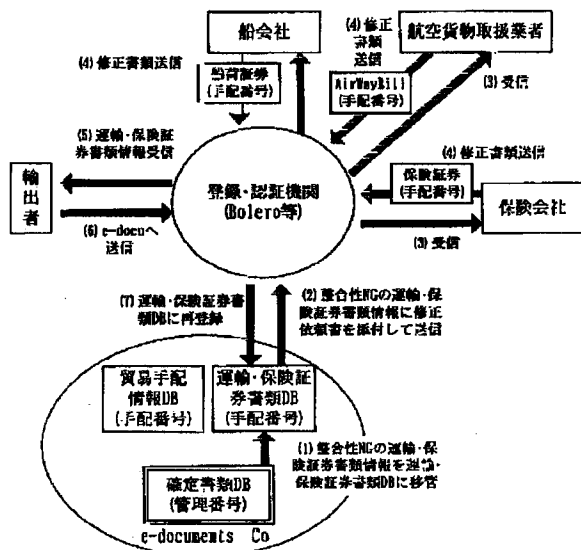 船会社
(4) 修正書類送信
船荷証券
(手配番号)
(4) 修正
書類
送信
航空貨物取扱業者
AirWayBill
(手配番号)
(3) 受信
(5) 運輸・保険証
券書類情報受信
輸出者
(6) e-docuへ
送信
登録・認証機関
(Bolero等)
(4) 修正書類送信
保険証券
(手配番号)
保険会社
(3) 受信
(7) 運輸・保険証券書
類DBに再登録
(2) 整合性NGの運輸・保
険証券書類情報に修正
依頼書を添付して送信
貿易手配
情報DB
(手配番号)
運輸・保険証
券書類DB
(手配番号)
(1) 整合性NGの運輸・保
険証券書類情報を運輸・
保険証券書類DBに移管
確定書類DB
(管理番号)
e-documents Co